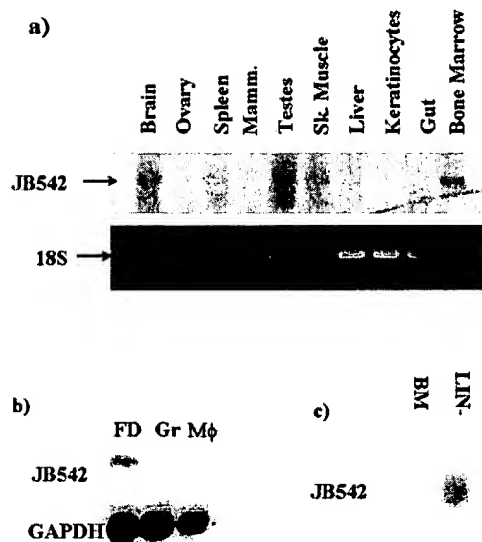 a)
Brain
Ovary
Spleen
Mamm.
Testes
Sk. Muscle
Liver
Keratinocytes
Gut
Bone Marrow
JB542
18S
b)
FD Gr Mϕ
JB542
GAPDH
c)
BM
LIN-
JB542